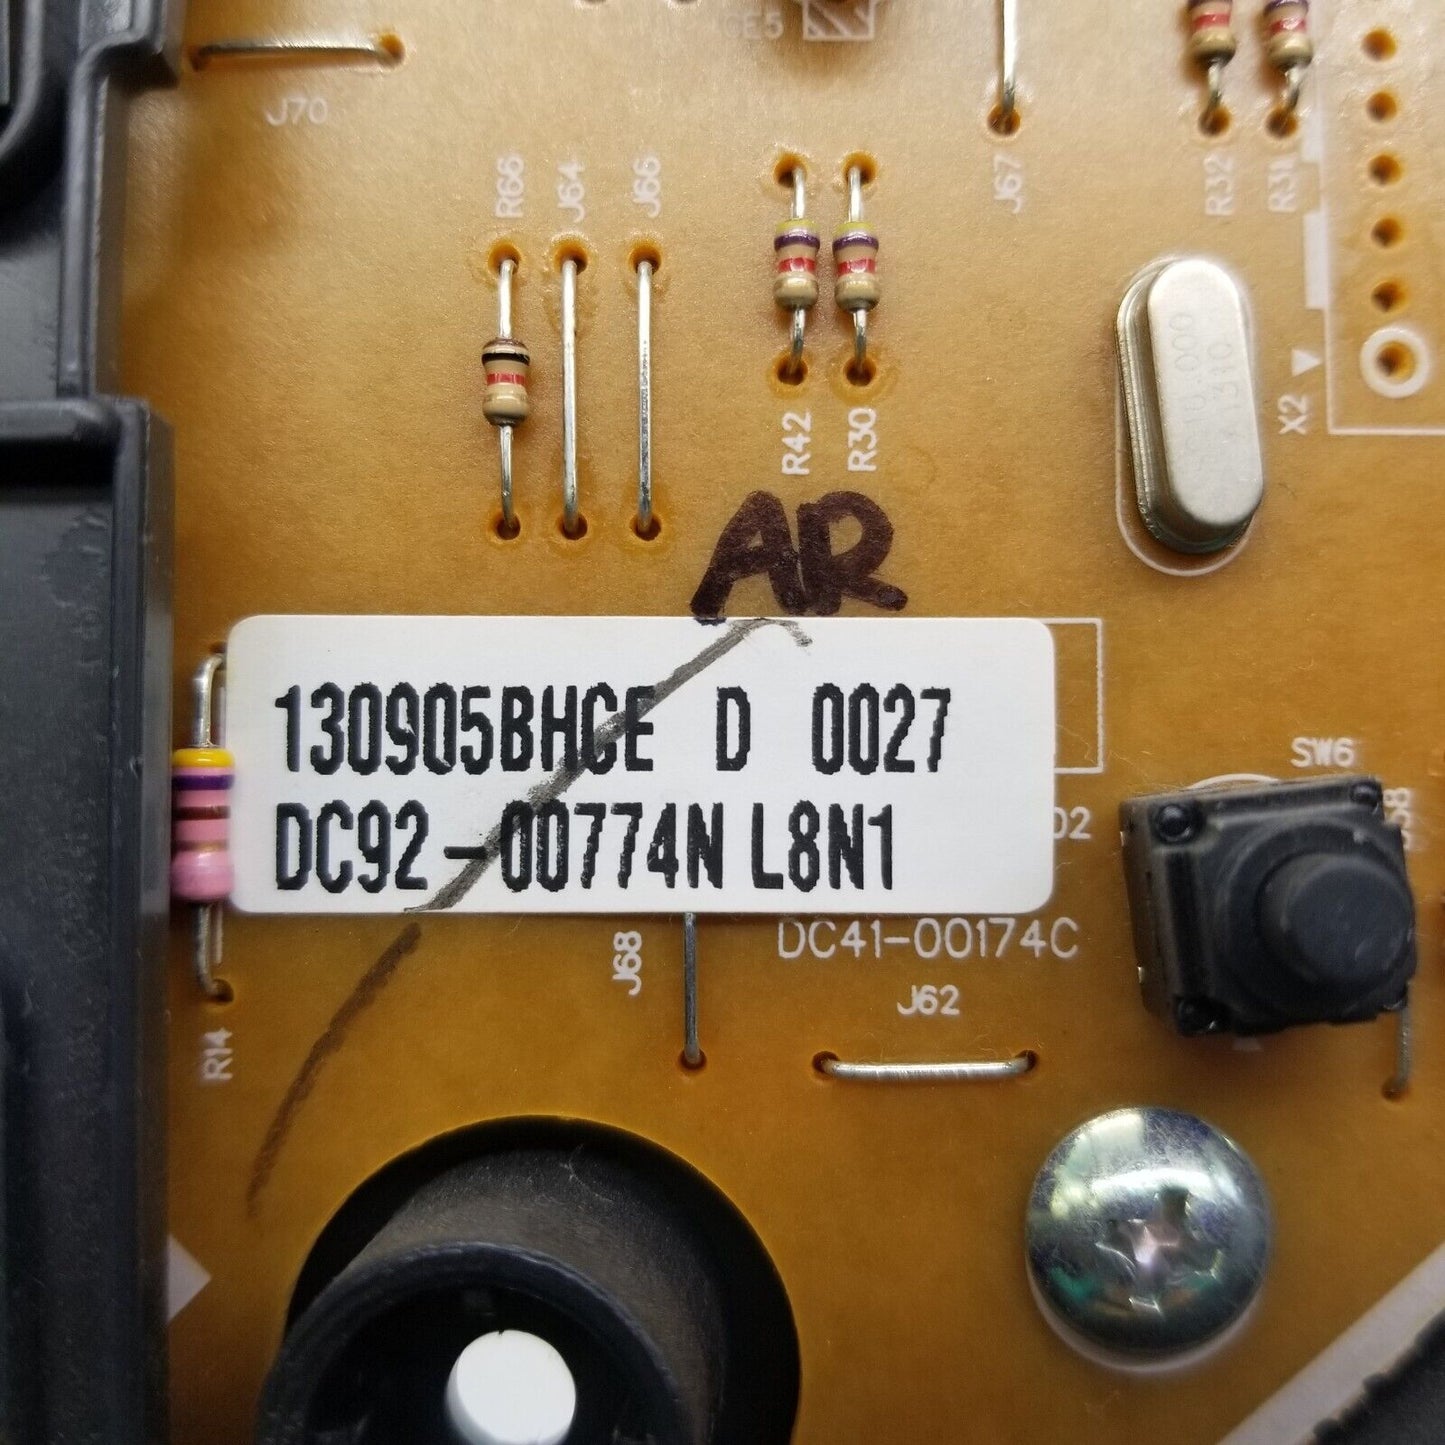 CE5
J70
R66
J64
J66
J67
R32
R31
R42
R30
X2
AR
130905BHCE D 0027
DC92-00774N L8N1
SW6
DC41-00174C
J68
J62
R14